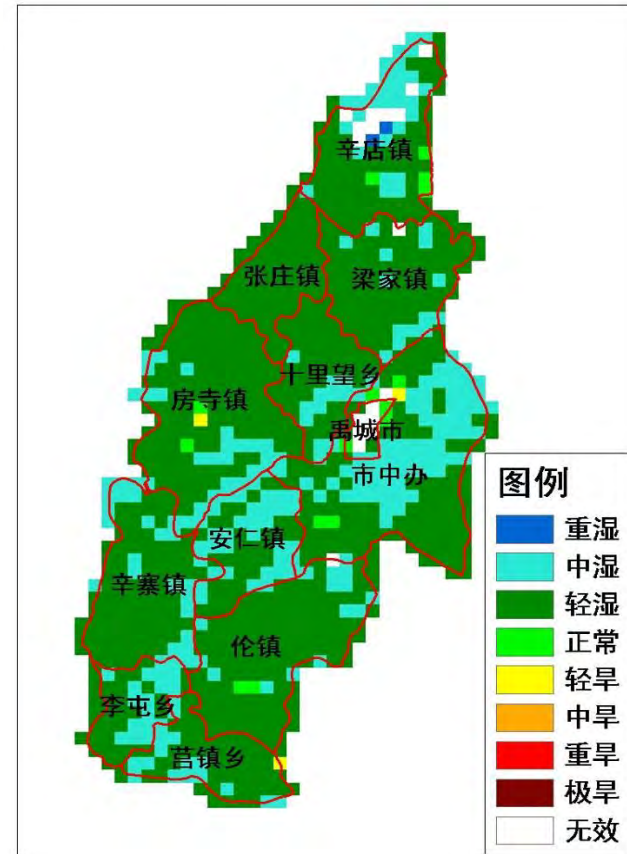 辛店镇
张庄镇
梁家镇
十里望乡
房寺镇
禹城市
市中办
安仁镇
辛寨镇
伦镇
李屯乡
莒镇乡
图例
重湿
中湿
轻湿
正常
轻旱
中旱
重旱
极旱
无效